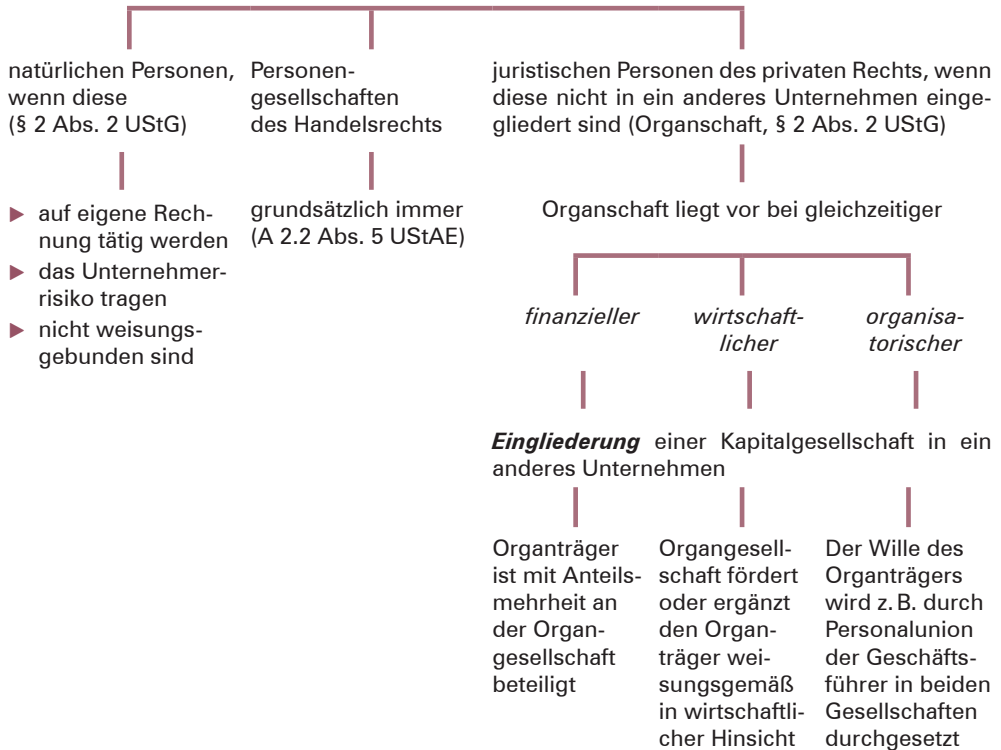 natürlichen Personen,
wenn diese
(§ 2 Abs. 2 UStG)
▶ auf eigene Rech-
nung tätig werden
▶ das Unternehmer-
risiko tragen
▶ nicht weisungs-
gebunden sind
Personen-
gesellschaften
des Handelsrechts
grundsätzlich immer
(A 2.2 Abs. 5 UStAE)
juristischen Personen des privaten Rechts, wenn
diese nicht in ein anderes Unternehmen einge-
gliedert sind (Organschaft, § 2 Abs. 2 UStG)
Organschaft liegt vor bei gleichzeitiger
finanzieller
wirtschaft-
licher
organisa-
torischer
Eingliederung einer Kapitalgesellschaft in ein
anderes Unternehmen
Organträger
ist mit Anteils-
mehrheit an
der Organ-
gesellschaft
beteiligt
Organgesell-
schaft fördert
oder ergänzt
den Organ-
träger wei-
sungsgemäß
in wirtschaftli-
cher Hinsicht
Der Wille des
Organträgers
wird z. B. durch
Personalunion
der Geschäfts-
führer in beiden
Gesellschaften
durchgesetzt